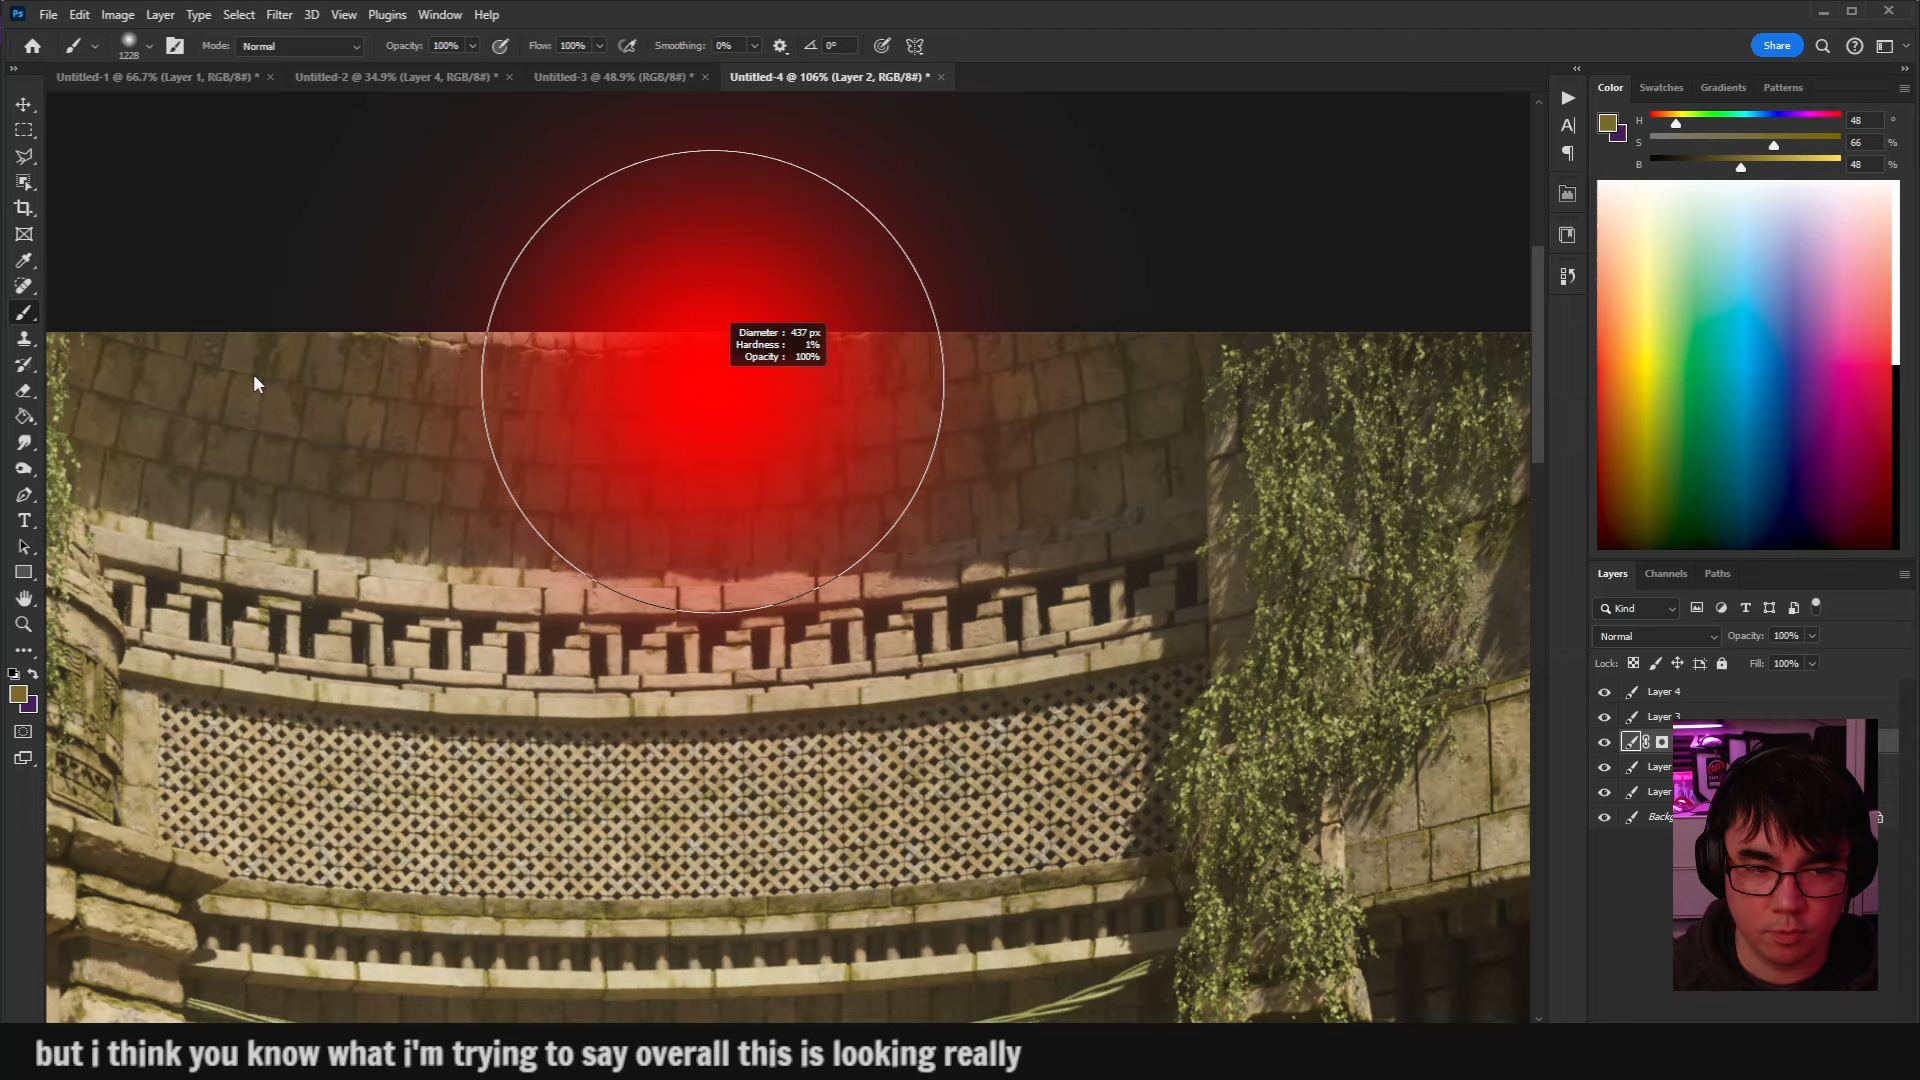 Ps File Edit Image Layer Type Select Filter 3D View Plugins Window Help
1228 Mode: Normal Opacity: 100% Flow: 100% Smoothing: 0% 0° Share
Untitled-1 @ 66.7% (Layer 1, RGB/8#) * Untitled-2 @ 34.9% (Layer 4, RGB/8#) * Untitled-3 @ 48.9% (RGB/8#) * Untitled-4 @ 106% (Layer 2, RGB/8#) *
Color Swatches Gradients Patterns
H 48 °
S 66 %
B 48 %
Diameter : 437 px
Hardness : 1%
Opacity : 100%
Layers Channels Paths
Kind
Normal Opacity: 100%
Lock: Fill: 100%
Layer 4
Layer 3
Layer
Layer
Backg
but i think you know what i'm trying to say overall this is looking really